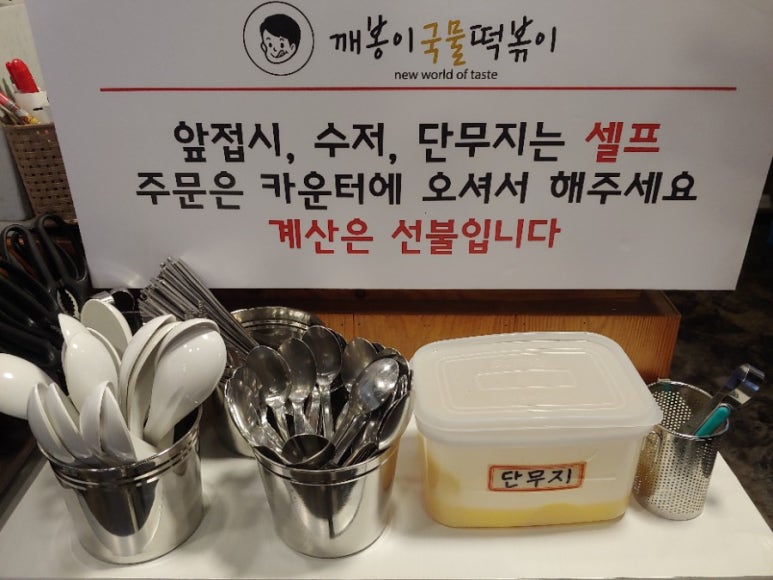 깨봉이국물떡볶이
new world of taste
앞접시, 수저, 단무지는 셀프
주문은 카운터에 오셔서 해주세요
계산은 선불입니다
단무지